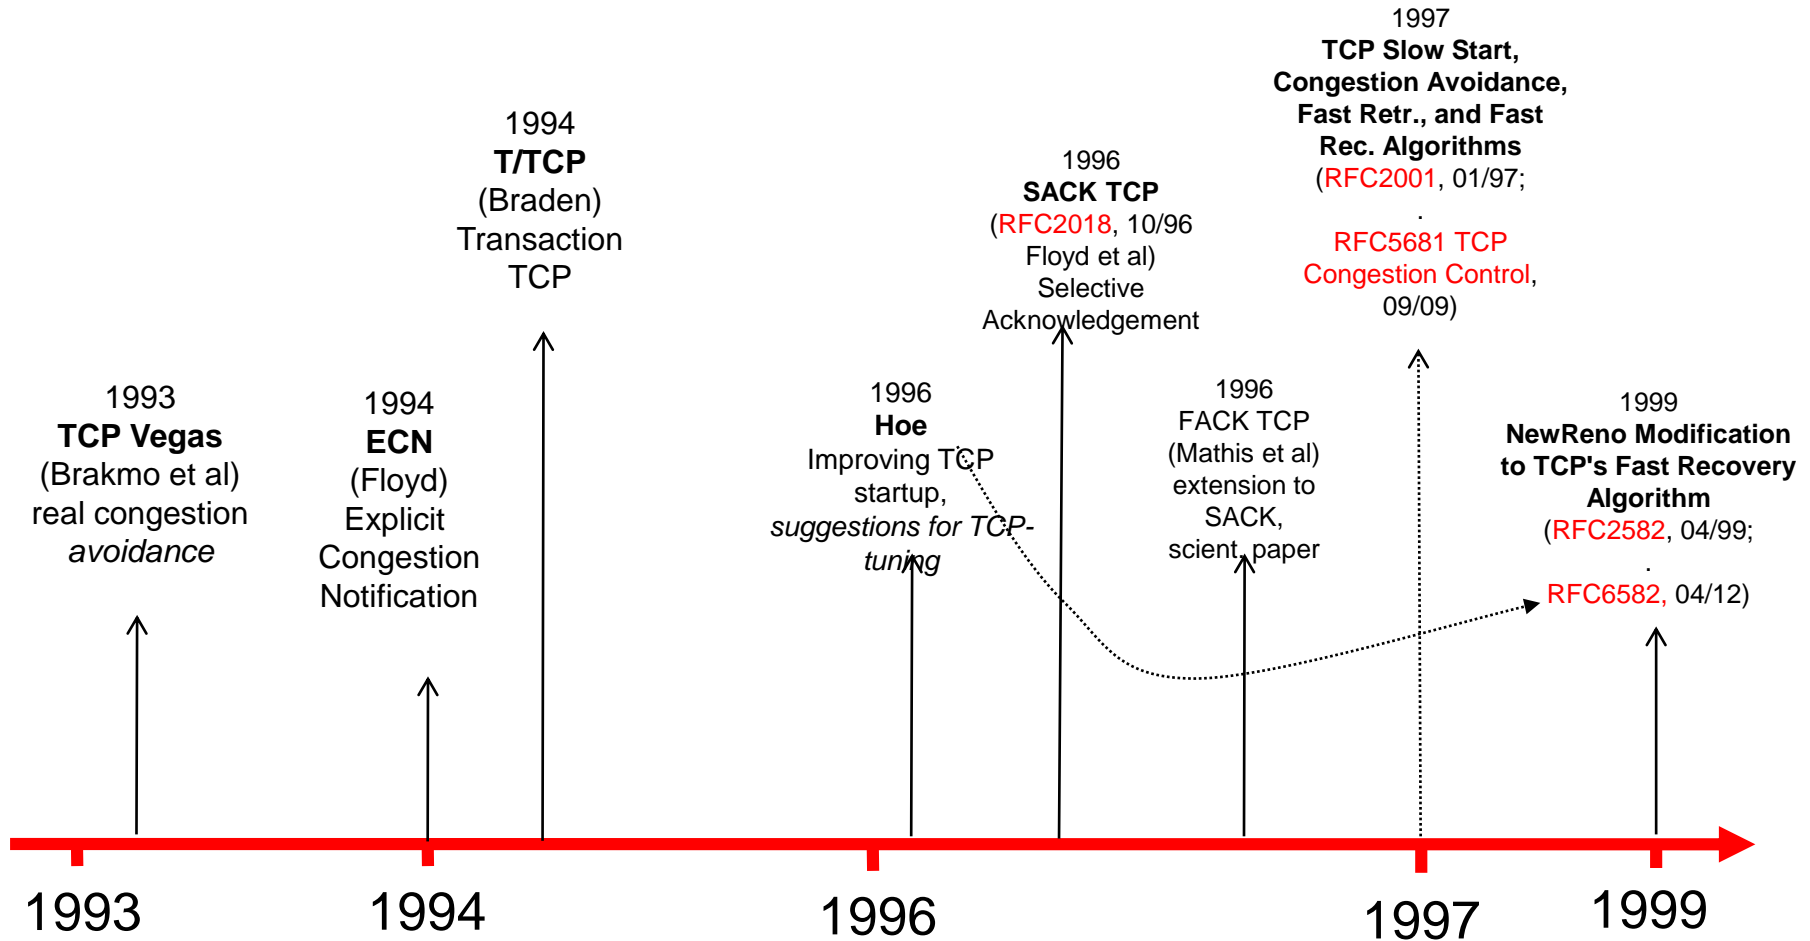 1993
TCP Vegas
(Brakmo et al)
real congestion
avoidance
1994
ECN
(Floyd)
Explicit
Congestion
Notification
1994
T/TCP
(Braden)
Transaction
TCP
1996
Hoe
Improving TCP
startup,
suggestions for TCP-
tuning
1996
SACK TCP
(RFC2018, 10/96
Floyd et al)
Selective
Acknowledgement
1996
FACK TCP
(Mathis et al)
extension to
SACK,
scient. paper
1997
TCP Slow Start,
Congestion Avoidance,
Fast Retr., and Fast
Rec. Algorithms
(RFC2001, 01/97;
.
RFC5681 TCP
Congestion Control,
09/09)
1999
NewReno Modification
to TCP's Fast Recovery
Algorithm
(RFC2582, 04/99;
.
RFC6582, 04/12)
1993
1994
1996
1997
1999